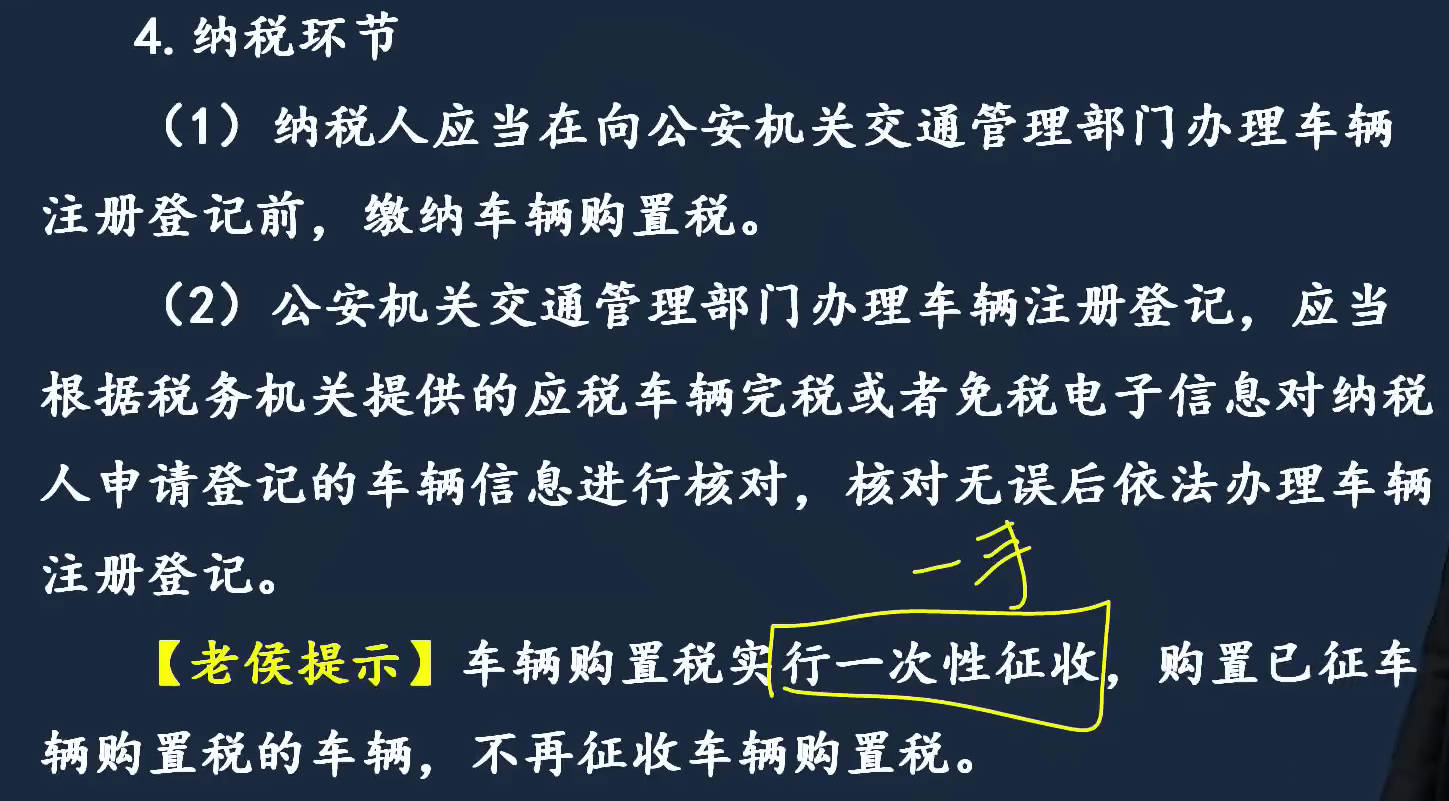 4. 纳税环节
（1）纳税人应当在向公安机关交通管理部门办理车辆
注册登记前，缴纳车辆购置税。
（2）公安机关交通管理部门办理车辆注册登记，应当
根据税务机关提供的应税车辆完税或者免税电子信息对纳税
人申请登记的车辆信息进行核对，核对无误后依法办理车辆
注册登记。
一手
【老侯提示】车辆购置税实行一次性征收，购置已征车
辆购置税的车辆，不再征收车辆购置税。